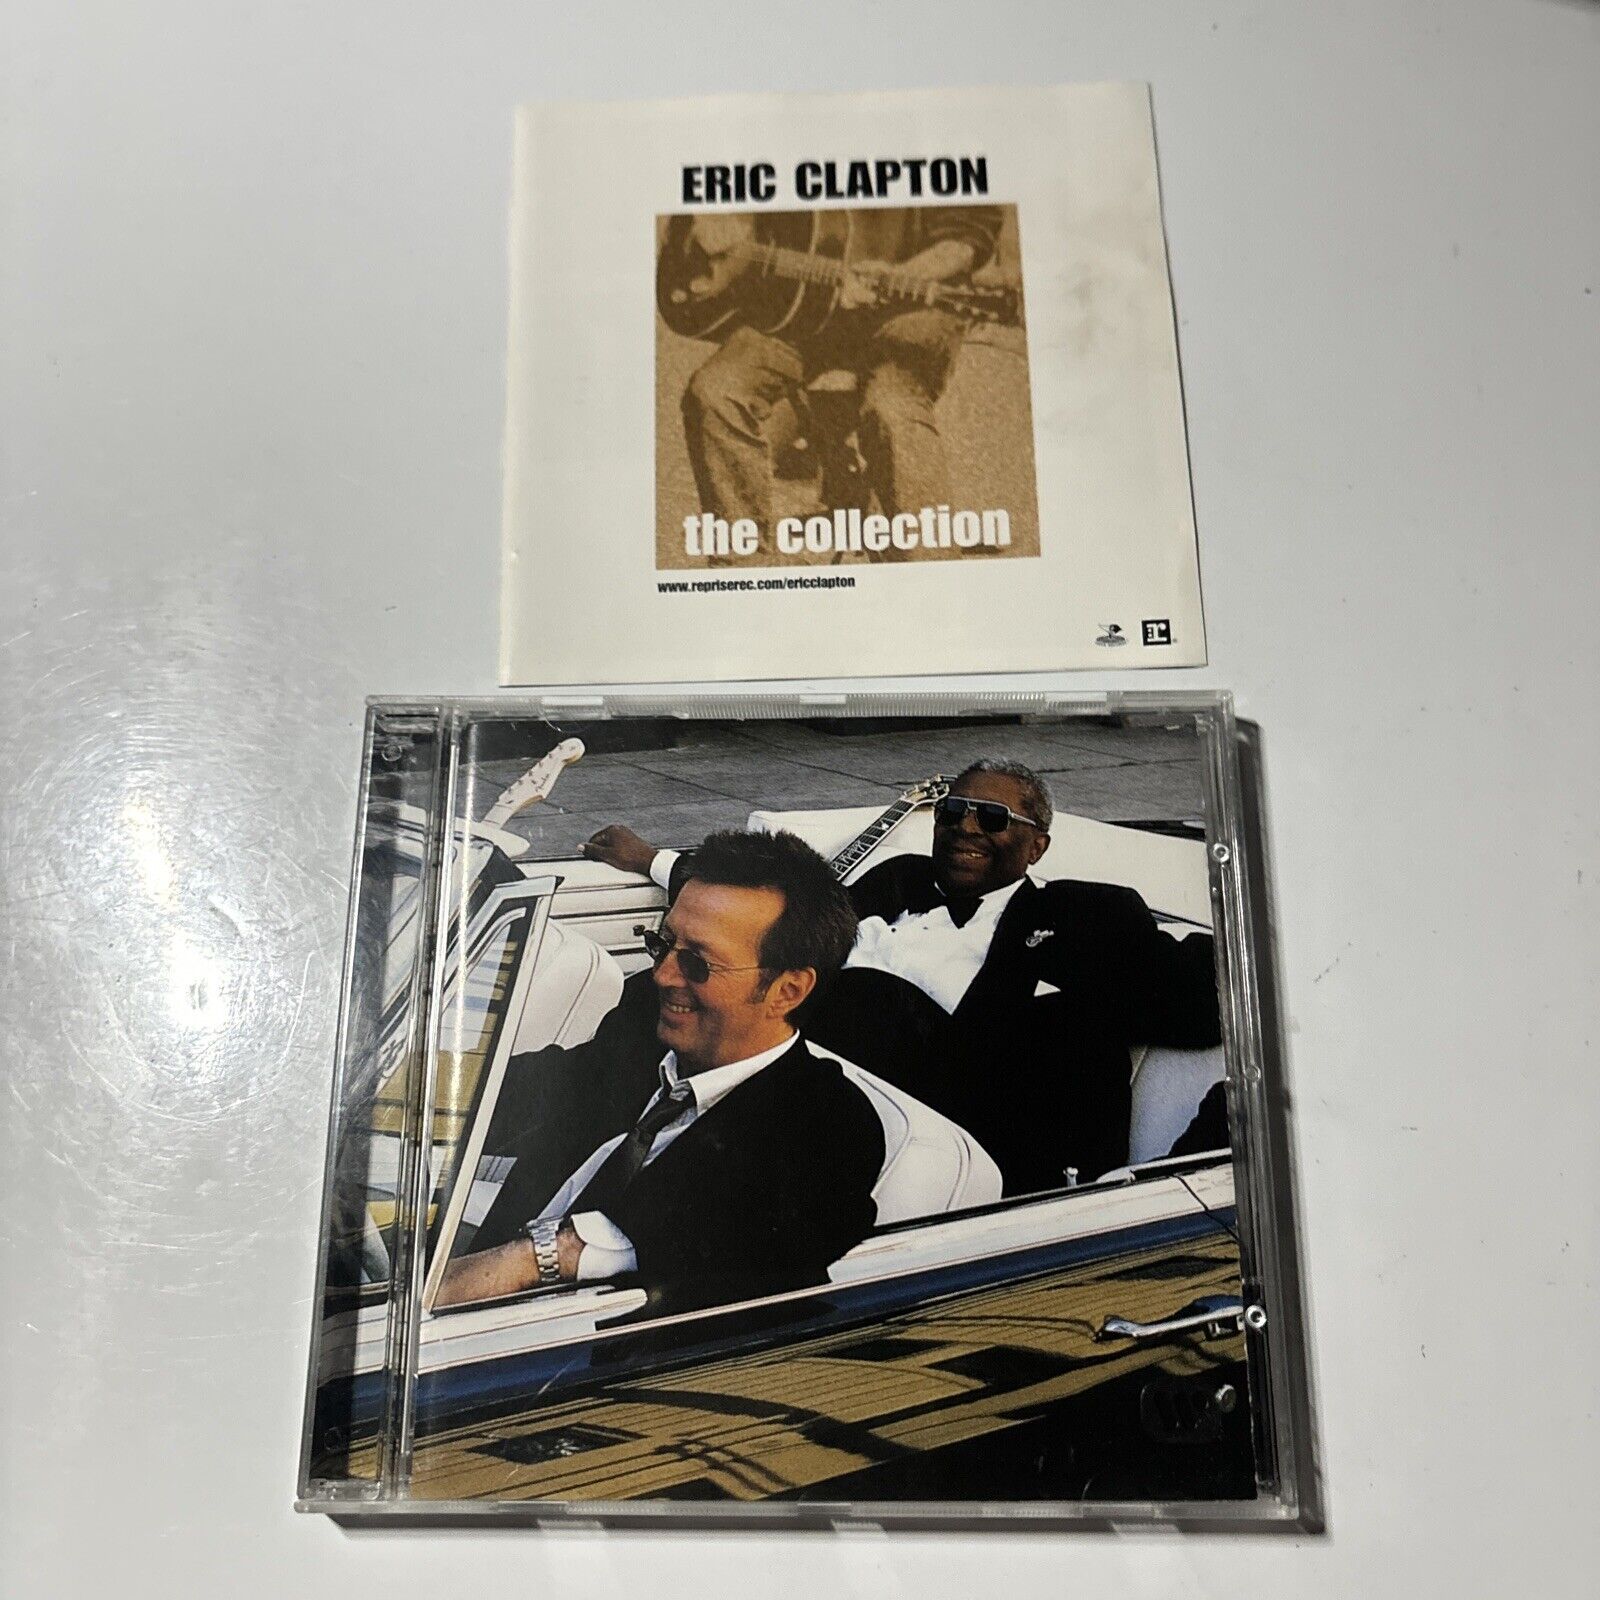 ERIC CLAPTON
the collection
www.repriserec.com/ericclapton
r